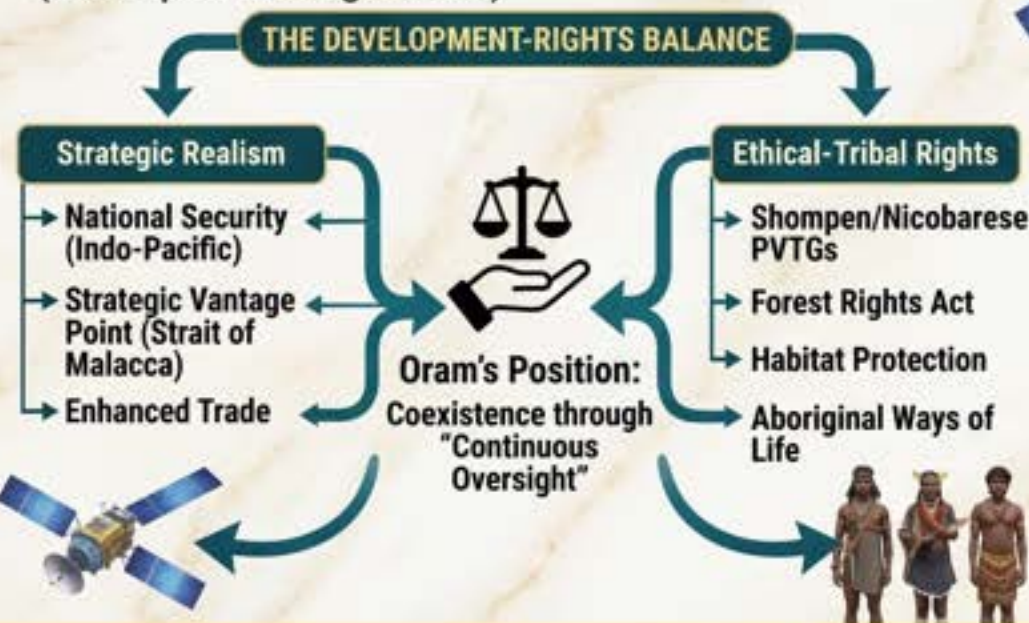 THE DEVELOPMENT-RIGHTS BALANCE
Strategic Realism
National Security
(Indo-Pacific)
Strategic Vantage
Point (Strait of
Malacca)
Enhanced Trade
Oram's Position:
Coexistence through
"Continuous
Oversight"
Ethical-Tribal Rights
Shompen/Nicobarese
PVTGs
Forest Rights Act
Habitat Protection
Aboriginal Ways of
Life